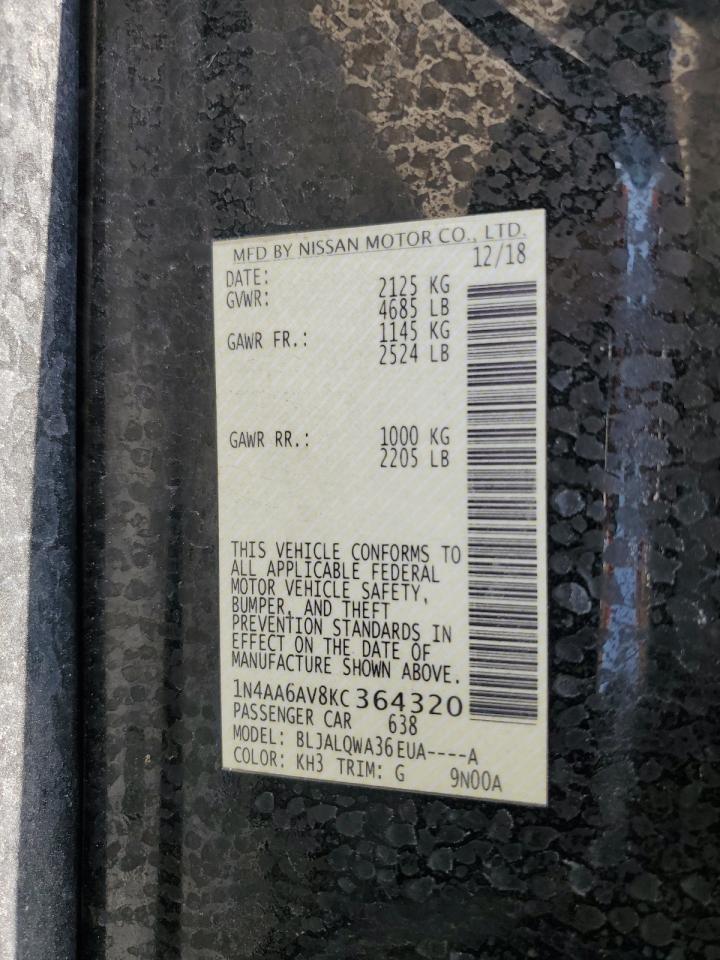 MFD BY NISSAN MOTOR CO., LTD.
DATE: 12/18
GVWR: 2125 KG
4685 LB
GAWR FR.: 1145 KG
2524 LB
GAWR RR.: 1000 KG
2205 LB
THIS VEHICLE CONFORMS TO
ALL APPLICABLE FEDERAL
MOTOR VEHICLE SAFETY,
BUMPER, AND THEFT
PREVENTION STANDARDS IN
EFFECT ON THE DATE OF
MANUFACTURE SHOWN ABOVE.
1N4AA6AV8KC364320
PASSENGER CAR 638
MODEL: BLJALQWA36EUA----A
COLOR: KH3 TRIM: G 9N00A